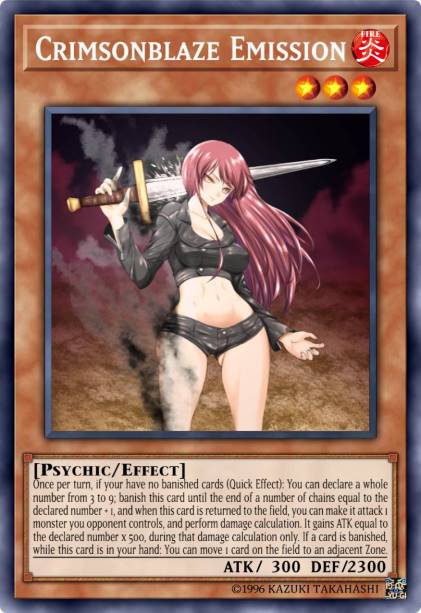 Crimsonblaze Emission
FIRE
炎
[Psychic/Effect]
Once per turn, if your have no banished cards (Quick Effect): You can declare a whole
number from 3 to 9; banish this card until the end of a number of chains equal to the
declared number + 1, and when this card is returned to the field, you can make it attack 1
monster you opponent controls, and perform damage calculation. It gains ATK equal to
the declared number x 500, during that damage calculation only. If a card is banished,
while this card is in your hand: You can move 1 card on the field to an adjacent Zone.
ATK/ 300 DEF/2300
©1996 KAZUKI TAKAHASHI